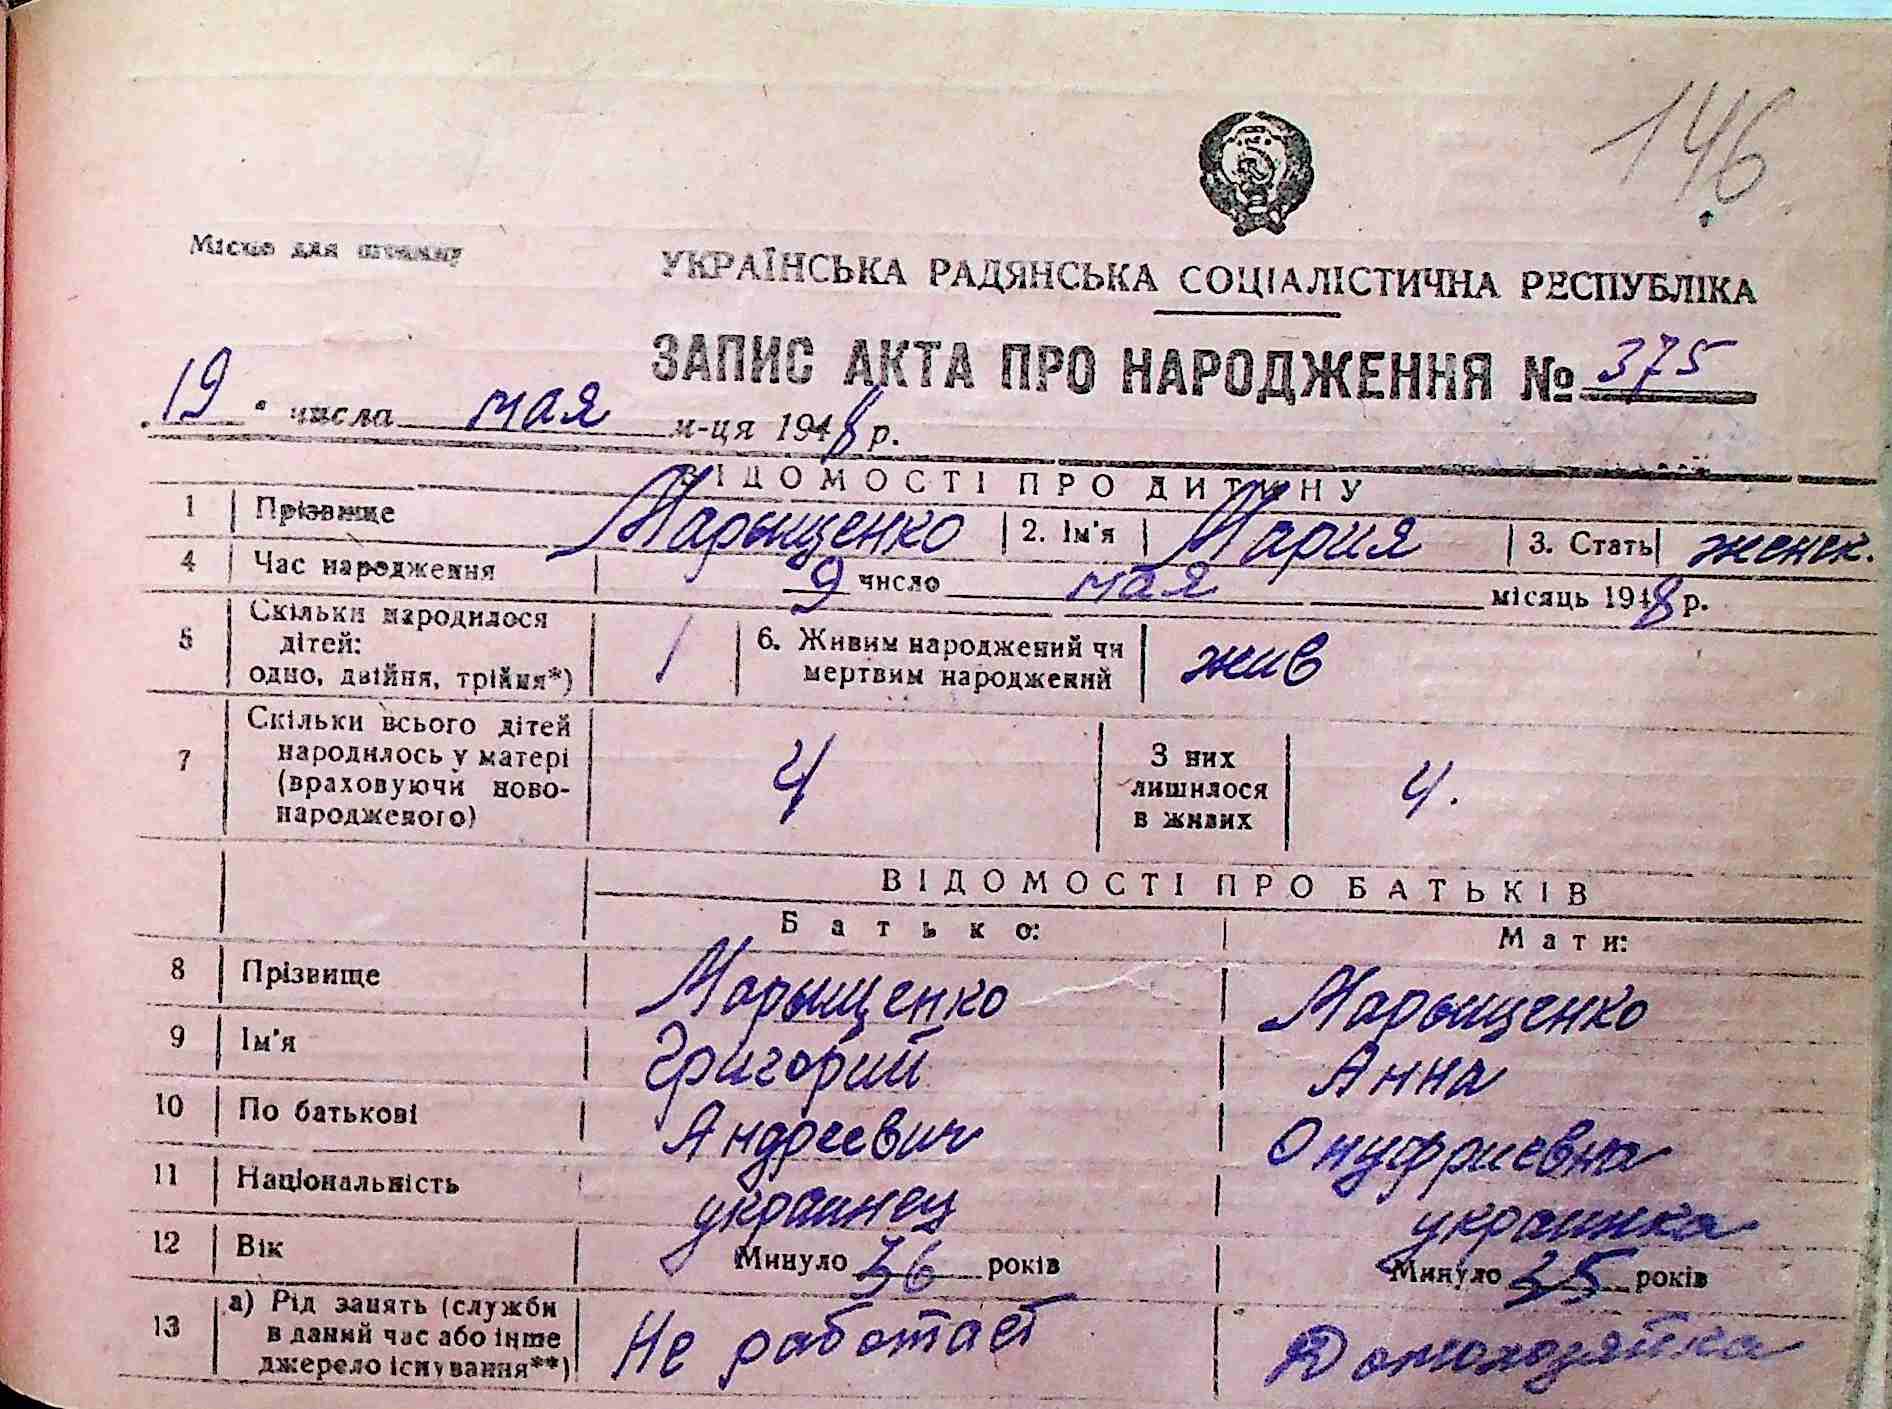 146
Місце для штампу
УКРАЇНСЬКА РАДЯНСЬКА СОЦІАЛІСТИЧНА РЕСПУБЛІКА
ЗАПИС АКТА ПРО НАРОДЖЕННЯ № 375
19 числа мая м-ця 1948 р.
ВІДОМОСТІ ПРО ДИТИНУ
1 Прізвище Марыщенко 2. Ім'я Мария 3. Стать женск.
4 Час народження 9 число мая місяць 1948 р.
5 Скільки народилося дітей: одно, двійня, трійня*) 1 6. Живим народжений чи мертвим народжений жив
7 Скільки всього дітей народилось у матері (враховуючи ново-народженого) 4 З них лишилося в живих 4.
ВІДОМОСТІ ПРО БАТЬКІВ
Батько: Мати:
8 Прізвище Марыщенко Марыщенко
9 Ім'я Григорий Анна
10 По батькові Андреевич Онуфриевна
11 Національність украинец украинка
12 Вік Минуло 36 років Минуло 35 років
13 а) Рід занять (служби в даний час або інше джерело існування**) Не работает Домохозяйка